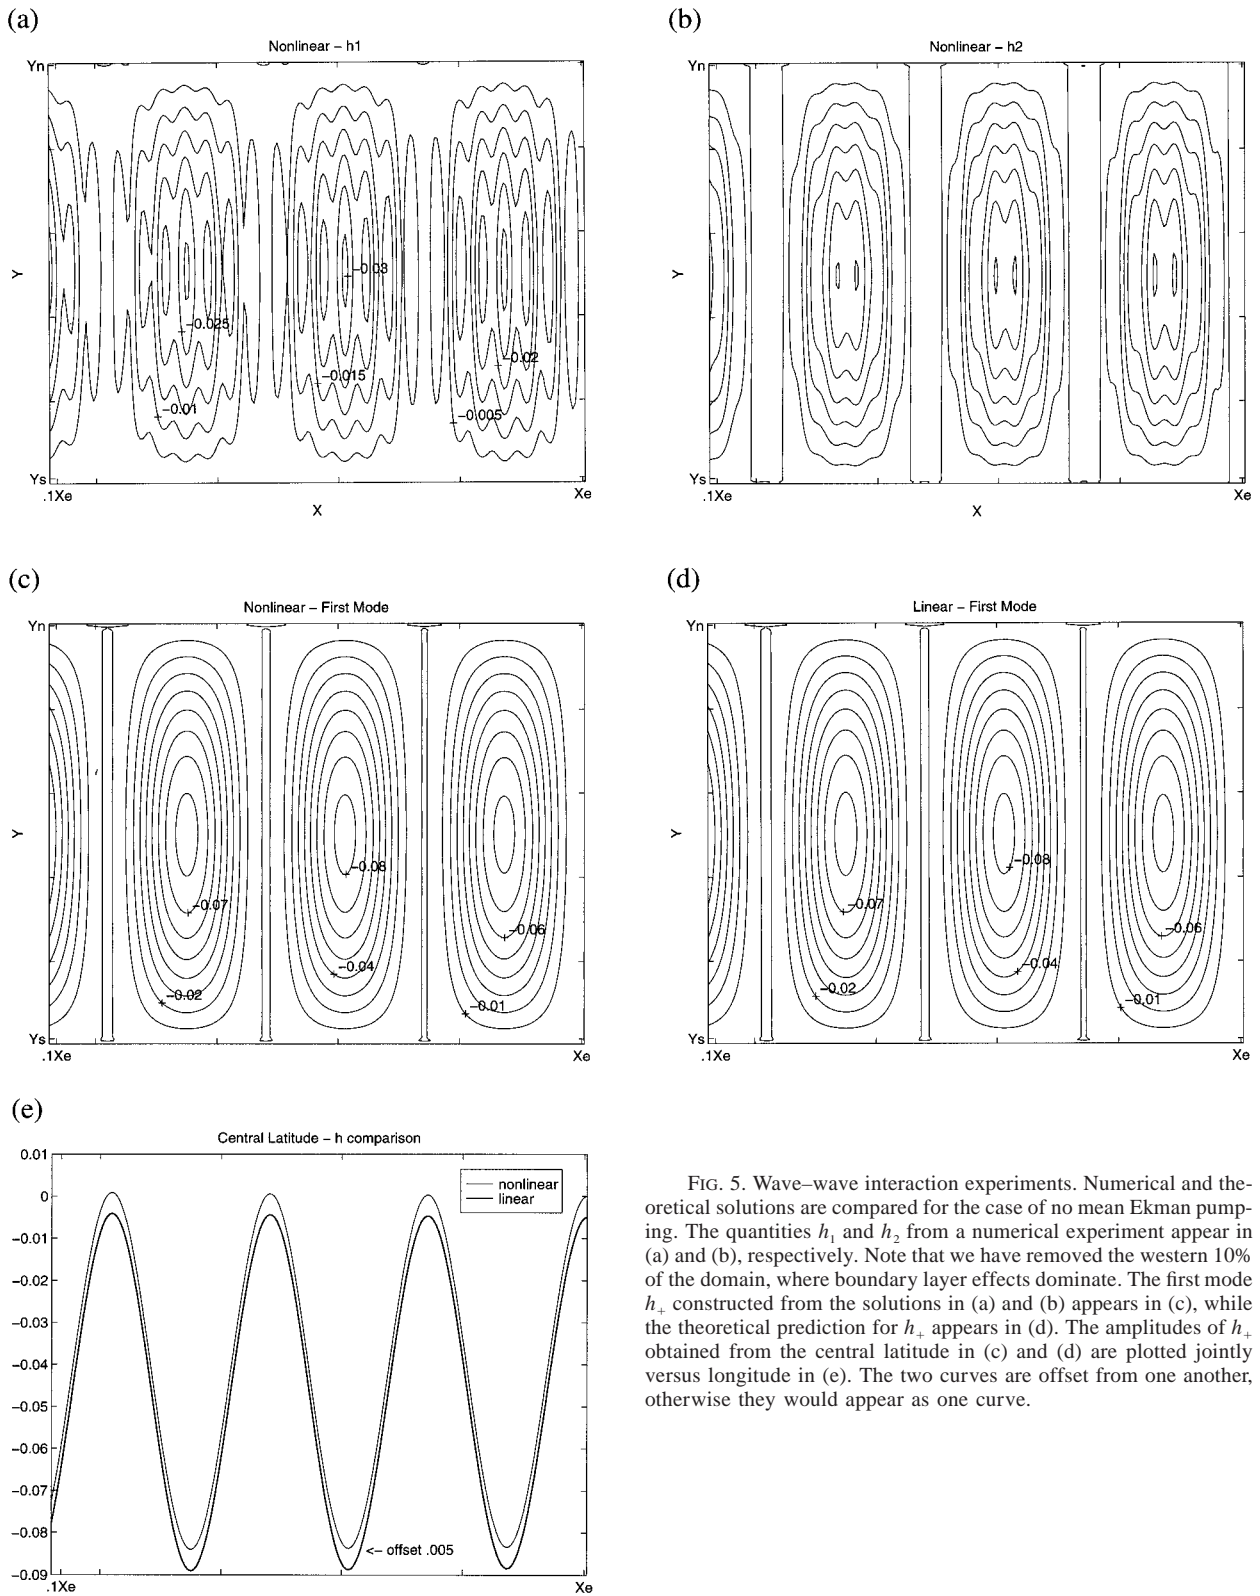 (a)
Nonlinear – h1
Yn
Y
−0.03
−0.025
−0.02
−0.015
−0.01
−0.005
Ys
.1Xe
Xe
X
(b)
Nonlinear – h2
Yn
Y
Ys
.1Xe
Xe
X
(c)
Nonlinear – First Mode
Yn
Y
−0.08
−0.07
−0.06
−0.04
−0.02
−0.01
Ys
.1Xe
Xe
(d)
Linear – First Mode
Yn
Y
−0.08
−0.07
−0.06
−0.04
−0.02
−0.01
Ys
.1Xe
Xe
(e)
Central Latitude – h comparison
0.01
0
−0.01
−0.02
−0.03
−0.04
−0.05
−0.06
−0.07
−0.08
−0.09
nonlinear
linear
<− offset .005
.1Xe
Xe
FIG. 5. Wave–wave interaction experiments. Numerical and the-
oretical solutions are compared for the case of no mean Ekman pump-
ing. The quantities h₁ and h₂ from a numerical experiment appear in
(a) and (b), respectively. Note that we have removed the western 10%
of the domain, where boundary layer effects dominate. The first mode
h₊ constructed from the solutions in (a) and (b) appears in (c), while
the theoretical prediction for h₊ appears in (d). The amplitudes of h₊
obtained from the central latitude in (c) and (d) are plotted jointly
versus longitude in (e). The two curves are offset from one another,
otherwise they would appear as one curve.